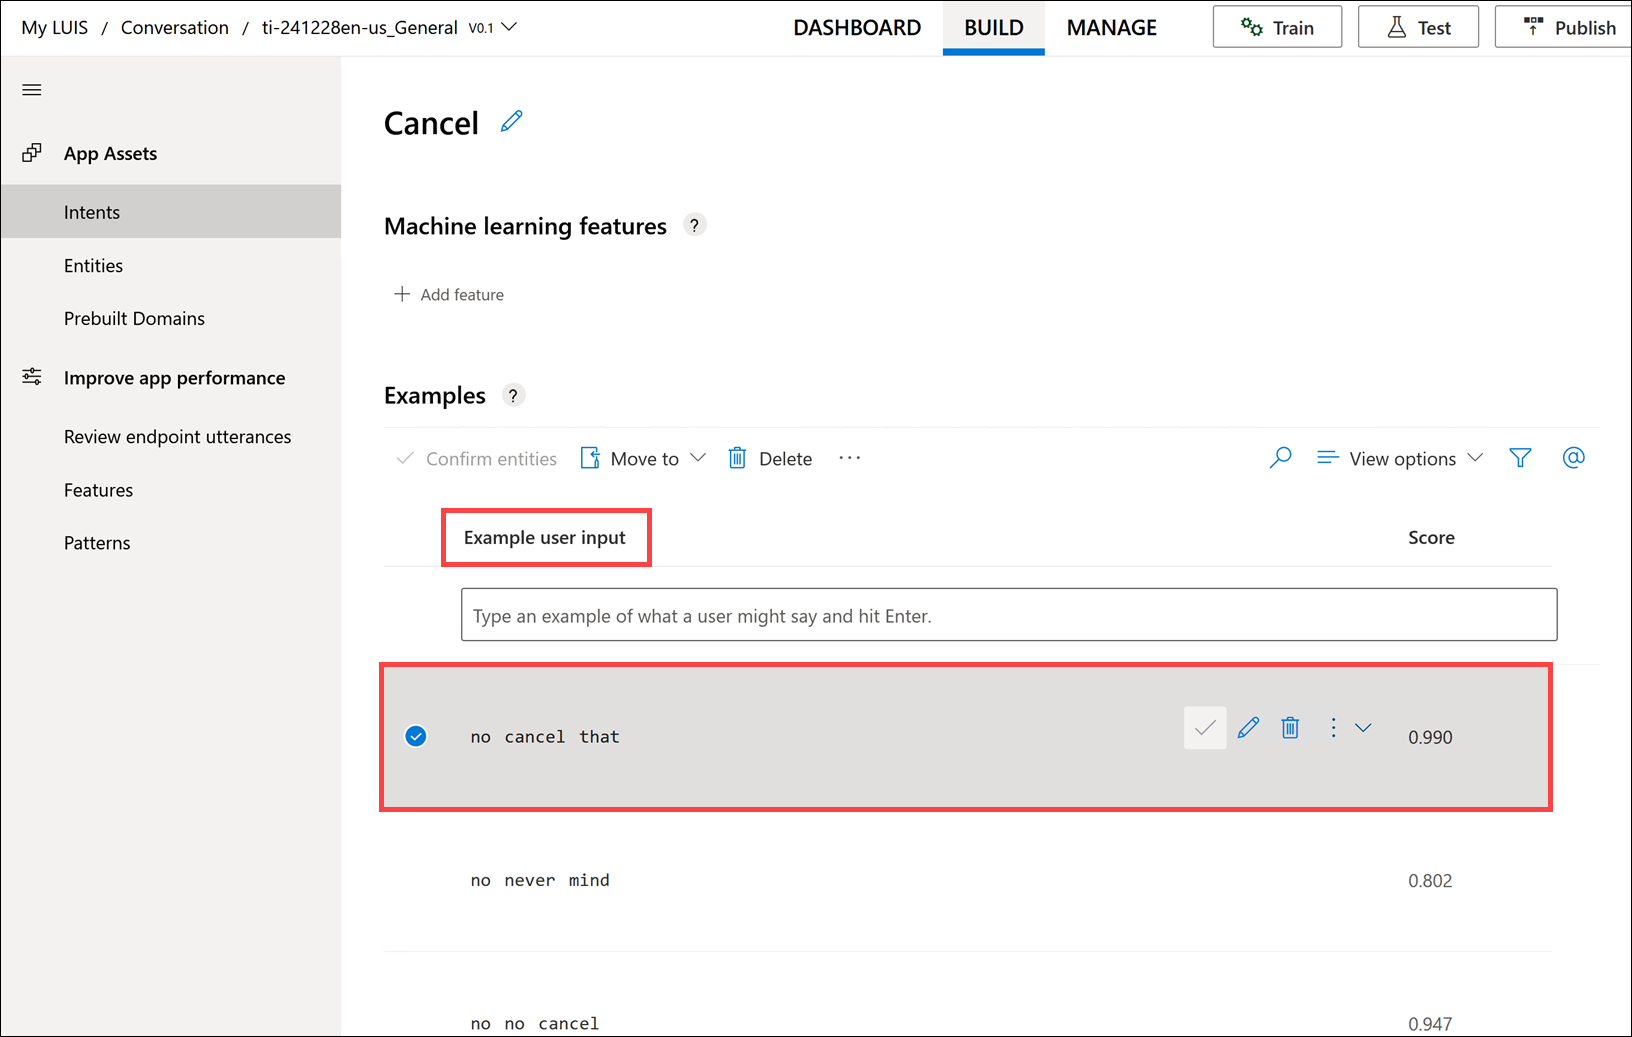 My LUIS / Conversation / ti-241228en-us_General V0.1 DASHBOARD BUILD MANAGE Train Test Publish
App Assets
Intents
Entities
Prebuilt Domains
Improve app performance
Review endpoint utterances
Features
Patterns
Cancel
Machine learning features ?
+ Add feature
Examples ?
Confirm entities Move to Delete ··· View options @
Example user input Score
Type an example of what a user might say and hit Enter.
no cancel that 0.990
no never mind 0.802
no no cancel 0.947